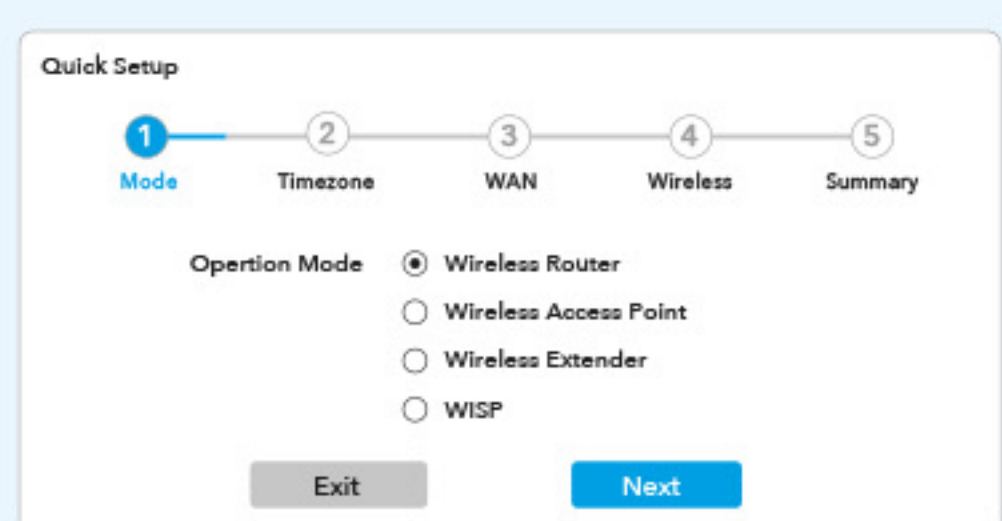 Quick Setup
1 2 3 4 5
Mode Timezone WAN Wireless Summary
Opertion Mode Wireless Router
Wireless Access Point
Wireless Extender
WISP
Exit Next